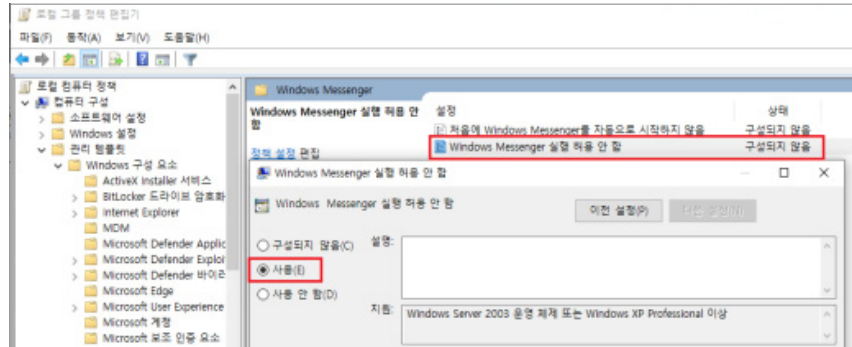 로컬 그룹 정책 편집기
파일(F) 동작(A) 보기(V) 도움말(H)
로컬 컴퓨터 정책
컴퓨터 구성
소프트웨어 설정
Windows 설정
관리 템플릿
Windows 구성 요소
ActiveX Installer 서비스
BitLocker 드라이브 암호화
Internet Explorer
MDM
Microsoft Defender Applic
Microsoft Defender Exploi
Microsoft Defender 바이러
Microsoft Edge
Microsoft User Experience
Microsoft 계정
Microsoft 보조 인증 요소
Windows Messenger
Windows Messenger 실행 허용 안
함
정책 설정 편집
설정 상태
처음에 Windows Messenger를 자동으로 시작하지 않음 구성되지 않음
Windows Messenger 실행 허용 안 함 구성되지 않음
Windows Messenger 실행 허용 안 함
Windows Messenger 실행 허용 안 함
이전 설정(P) 다음 설정(N)
구성되지 않음(C) 설명:
사용(E)
사용 안 함(D)
지원: Windows Server 2003 운영 체제 또는 Windows XP Professional 이상